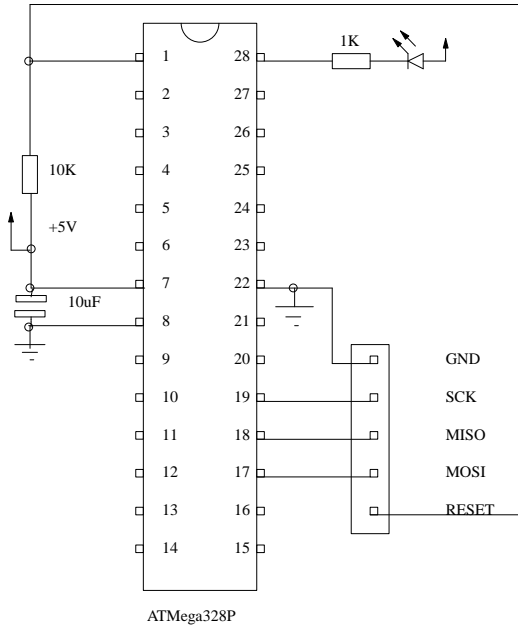 1K
1 28
2 27
3 26
10K
4 25
5 24
+5V
6 23
7 22
10uF
8 21
9 20 GND
10 19 SCK
11 18 MISO
12 17 MOSI
13 16 RESET
14 15
ATMega328P